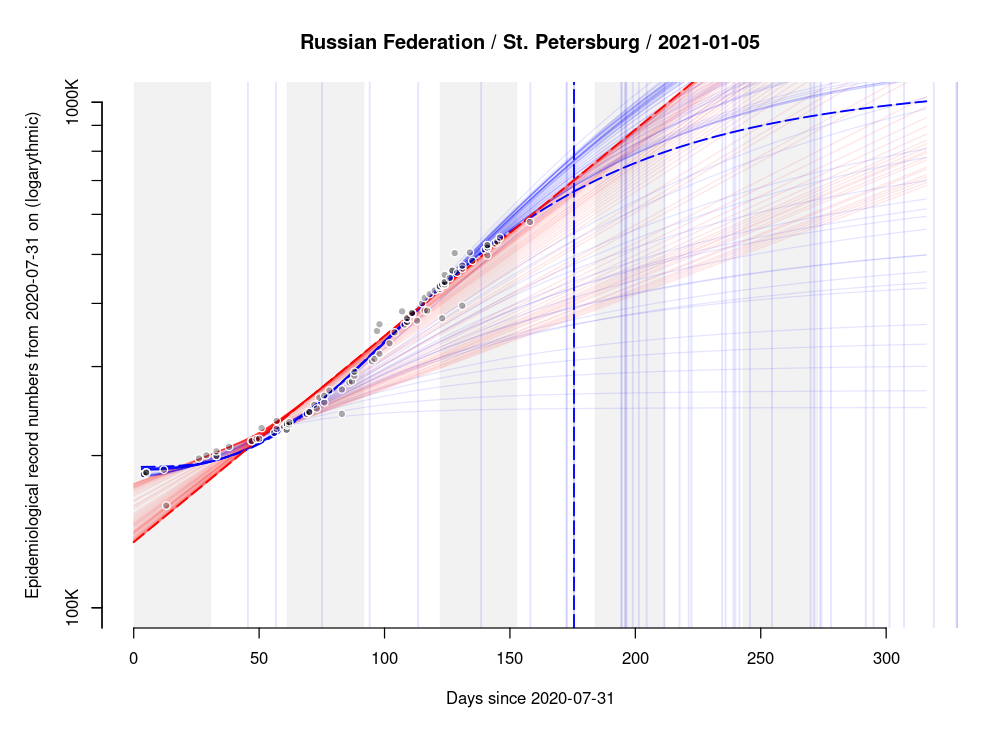 Russian Federation / St. Petersburg / 2021-01-05
Epidemiological record numbers from 2020-07-31 on (logarythmic)
1000K
100K
0 50 100 150 200 250 300
Days since 2020-07-31